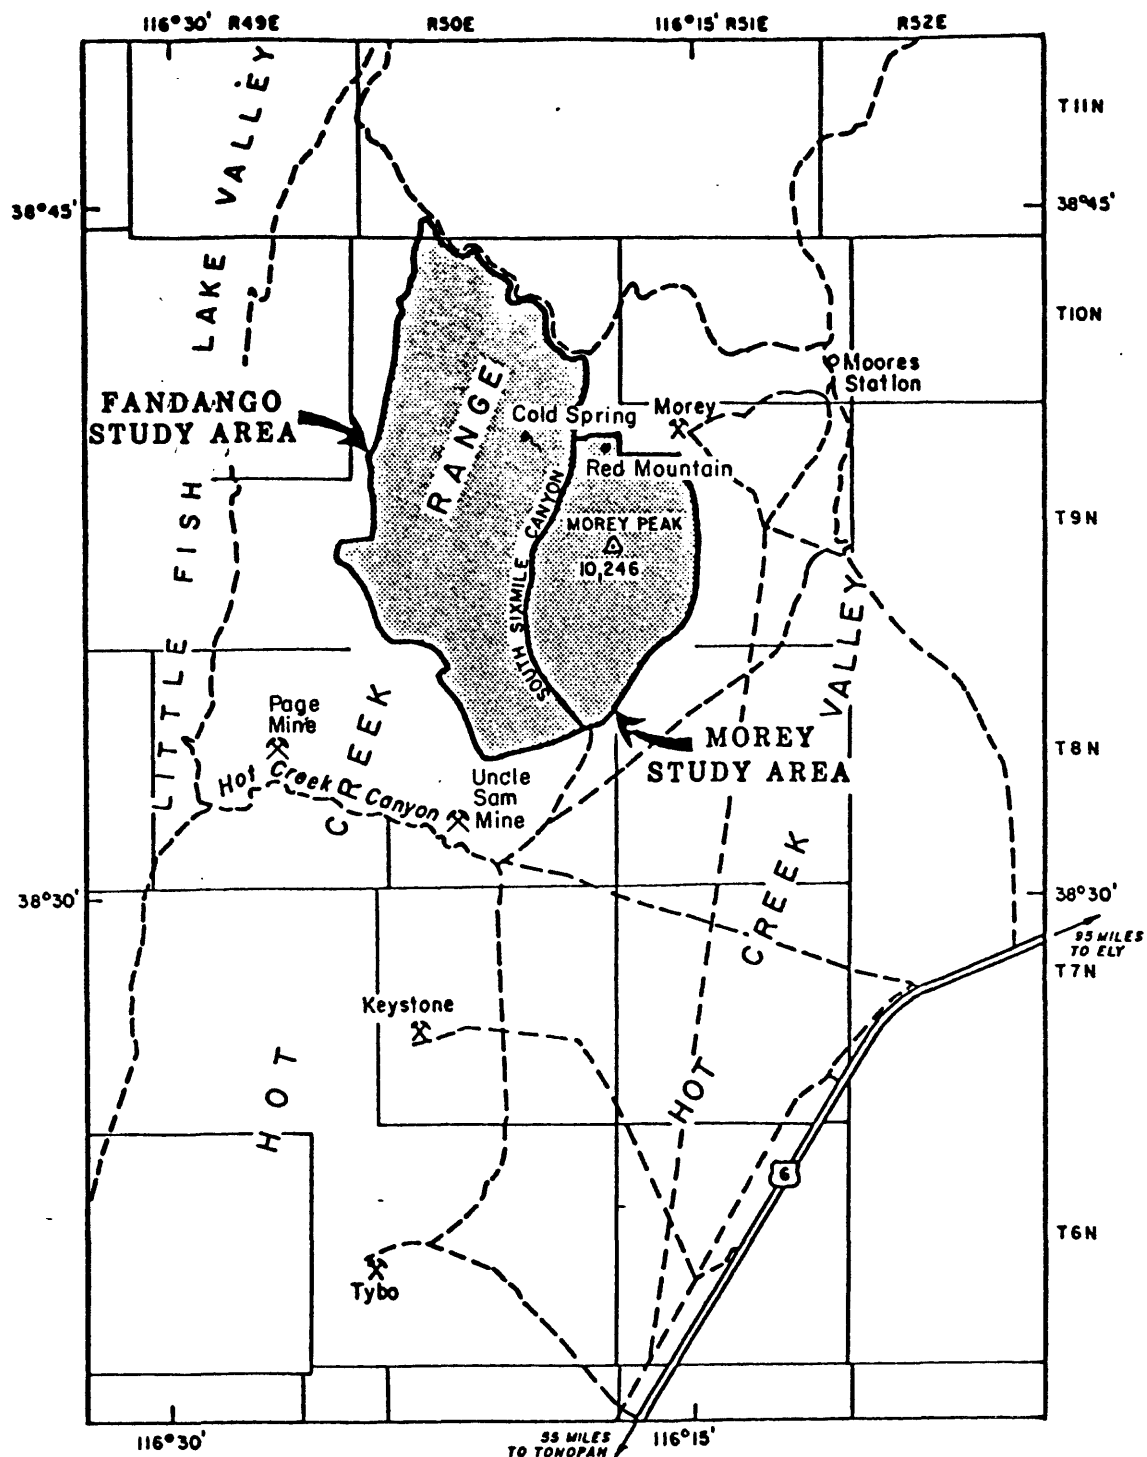 116°30' R49E R50E 116°15' R51E R52E
T11N
38°45'
38°45'
LITTLE FISH LAKE VALLEY
T10N
Moores
Station
FANDANGO
STUDY AREA
Cold Spring
Morey
Red Mountain
HOT CREEK RANGE
SOUTH SIXMILE CANYON
MOREY PEAK
10,246
T9N
Page
Mine
Hot Creek Canyon
Uncle
Sam
Mine
MOREY
STUDY AREA
T8N
HOT CREEK VALLEY
38°30'
38°30'
95 MILES
TO ELY
T7N
Keystone
6
T6N
Tybo
116°30'
55 MILES
TO TONOPAH
116°15'